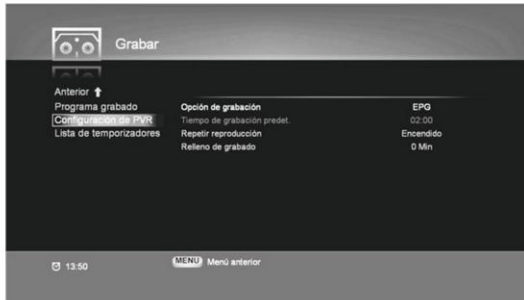 Grabar
Anterior
Programa grabado
Configuración de PVR
Lista de temporizadores
Opción de grabación EPG
Tiempo de grabación predet. 02:00
Repetir reproducción Encendido
Relleno de grabado 0 Min
13:50
MENU Menú anterior